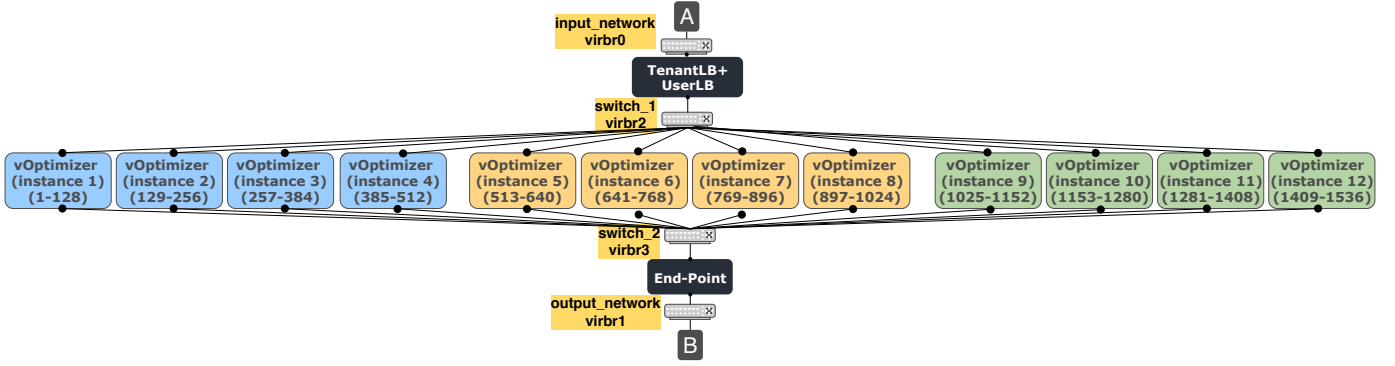 A
input_network
virbr0
TenantLB+
UserLB
switch_1
virbr2
vOptimizer
(instance 1)
(1-128)
vOptimizer
(instance 2)
(129-256)
vOptimizer
(instance 3)
(257-384)
vOptimizer
(instance 4)
(385-512)
vOptimizer
(instance 5)
(513-640)
vOptimizer
(instance 6)
(641-768)
vOptimizer
(instance 7)
(769-896)
vOptimizer
(instance 8)
(897-1024)
vOptimizer
(instance 9)
(1025-1152)
vOptimizer
(instance 10)
(1153-1280)
vOptimizer
(instance 11)
(1281-1408)
vOptimizer
(instance 12)
(1409-1536)
switch_2
virbr3
End-Point
output_network
virbr1
B